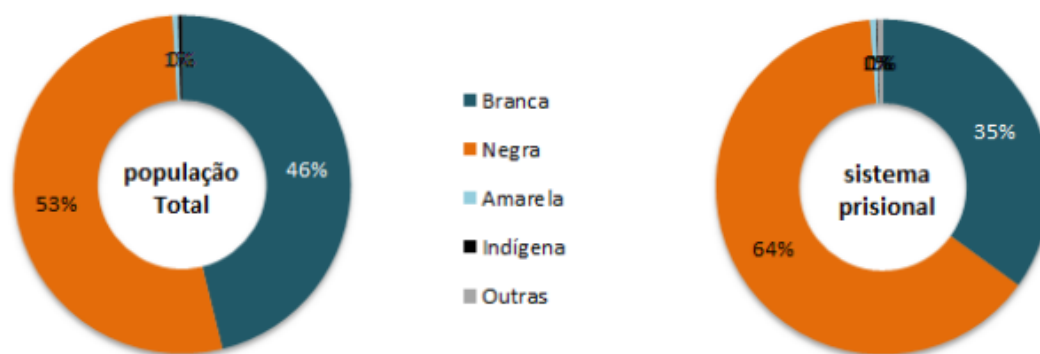 população
Total
46%
53%
Branca
Negra
Amarela
Indígena
Outras
sistema
prisional
35%
64%